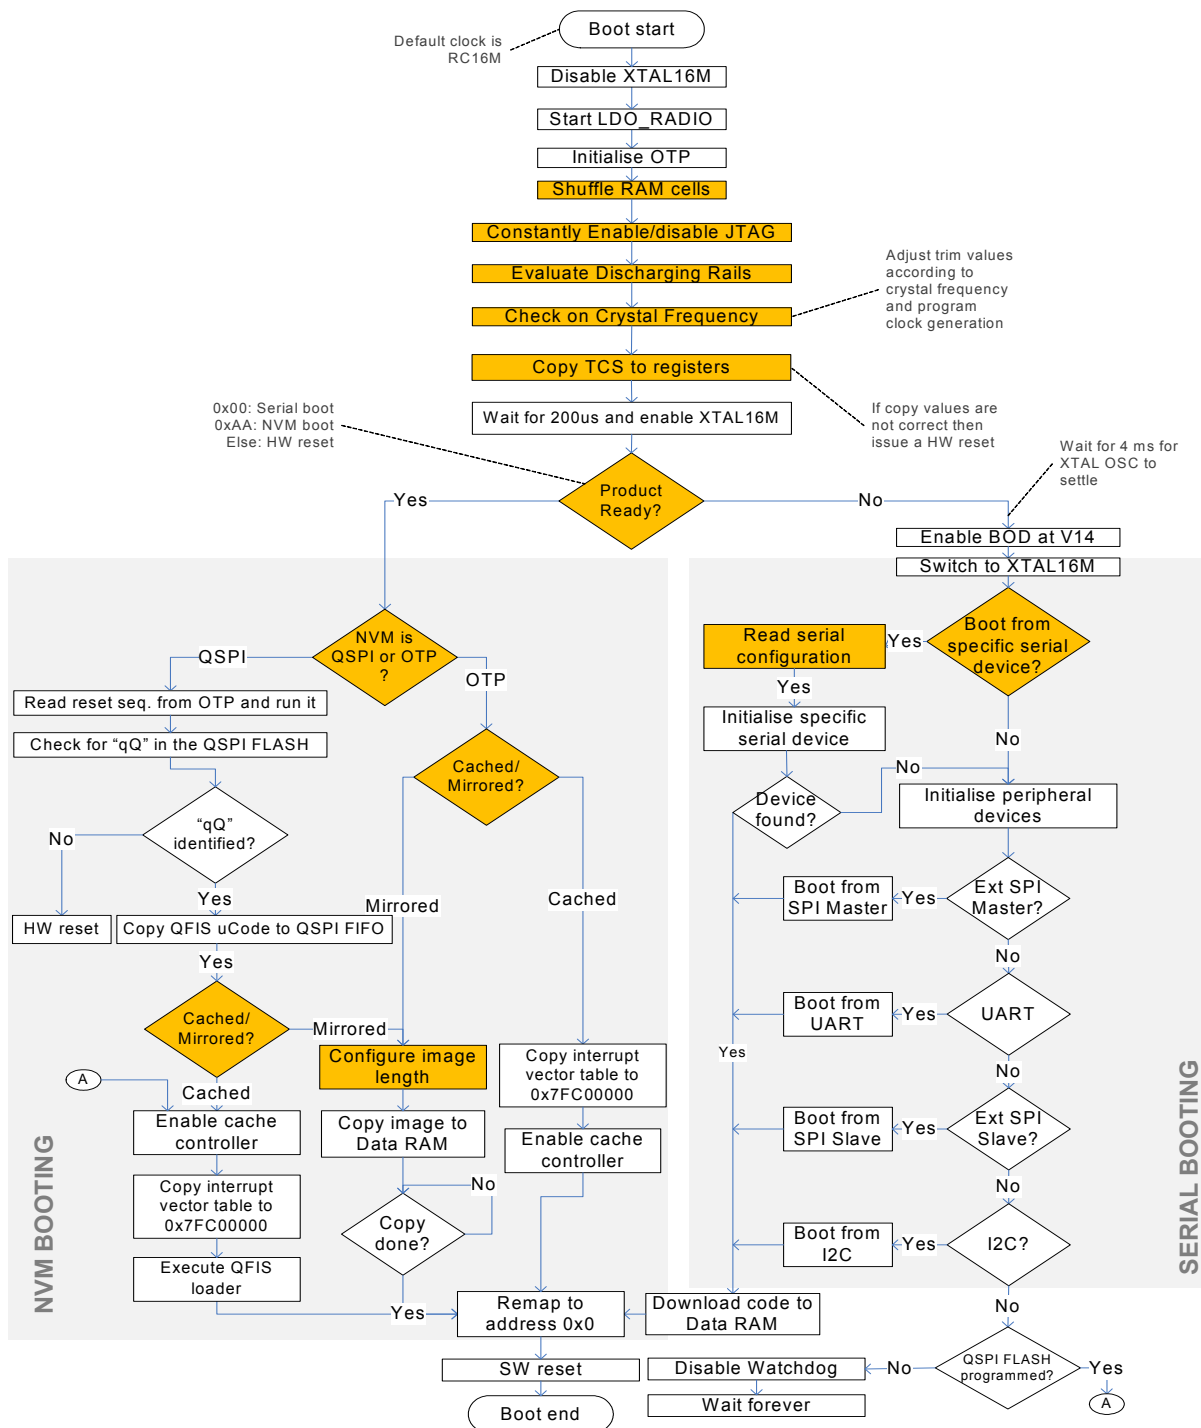 Boot start
Default clock is
RC16M
Disable XTAL16M
Start LDO_RADIO
Initialise OTP
Shuffle RAM cells
Constantly Enable/disable JTAG
Evaluate Discharging Rails
Adjust trim values
according to
crystal frequency
and program
clock generation
Check on Crystal Frequency
Copy TCS to registers
0x00: Serial boot
0xAA: NVM boot
Else: HW reset
Wait for 200us and enable XTAL16M
If copy values are
not correct then
issue a HW reset
Wait for 4 ms for
XTAL OSC to
settle
Product
Ready?
Yes
No
Enable BOD at V14
Switch to XTAL16M
NVM is
QSPI or OTP
?
QSPI
OTP
Read serial
configuration
Yes
Boot from
specific serial
device?
Read reset seq. from OTP and run it
Yes
Initialise specific
serial device
Check for “qQ” in the QSPI FLASH
No
Cached/
Mirrored?
No
Device
found?
Initialise peripheral
devices
“qQ”
identified?
No
Yes
Mirrored
Cached
Boot from
SPI Master
Yes
Ext SPI
Master?
HW reset
Copy QFIS uCode to QSPI FIFO
Yes
No
Cached/
Mirrored?
Mirrored
Boot from
UART
Yes
UART
Configure image
length
Copy interrupt
vector table to
0x7FC00000
Yes
A
Cached
No
Enable cache
controller
Copy image to
Data RAM
Enable cache
controller
Boot from
SPI Slave
Yes
Ext SPI
Slave?
Copy interrupt
vector table to
0x7FC00000
No
No
Copy
done?
Boot from
I2C
Yes
I2C?
Execute QFIS
loader
Yes
Remap to
address 0x0
Download code to
Data RAM
No
NVM BOOTING
SERIAL BOOTING
SW reset
Disable Watchdog
No
QSPI FLASH
programmed?
Yes
Boot end
Wait forever
A